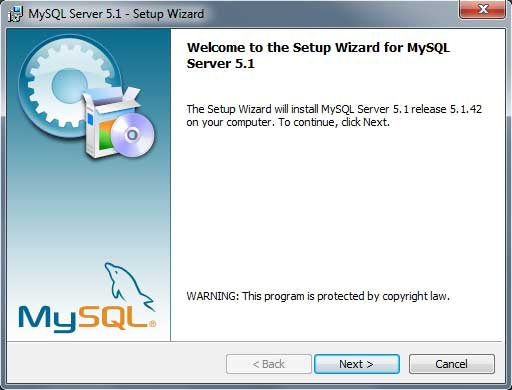 MySQL Server 5.1 - Setup Wizard
Welcome to the Setup Wizard for MySQL
Server 5.1
The Setup Wizard will install MySQL Server 5.1 release 5.1.42
on your computer. To continue, click Next.
WARNING: This program is protected by copyright law.
MySQL®
< Back
Next >
Cancel